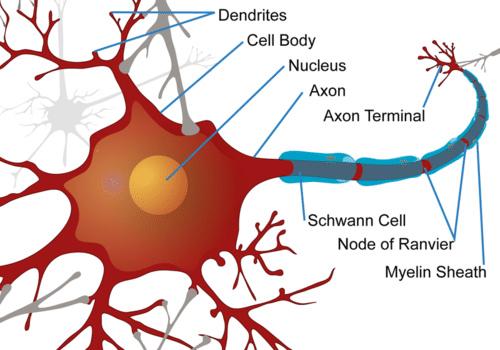 Dendrites
Cell Body
Nucleus
Axon
Axon Terminal
Schwann Cell
Node of Ranvier
Myelin Sheath